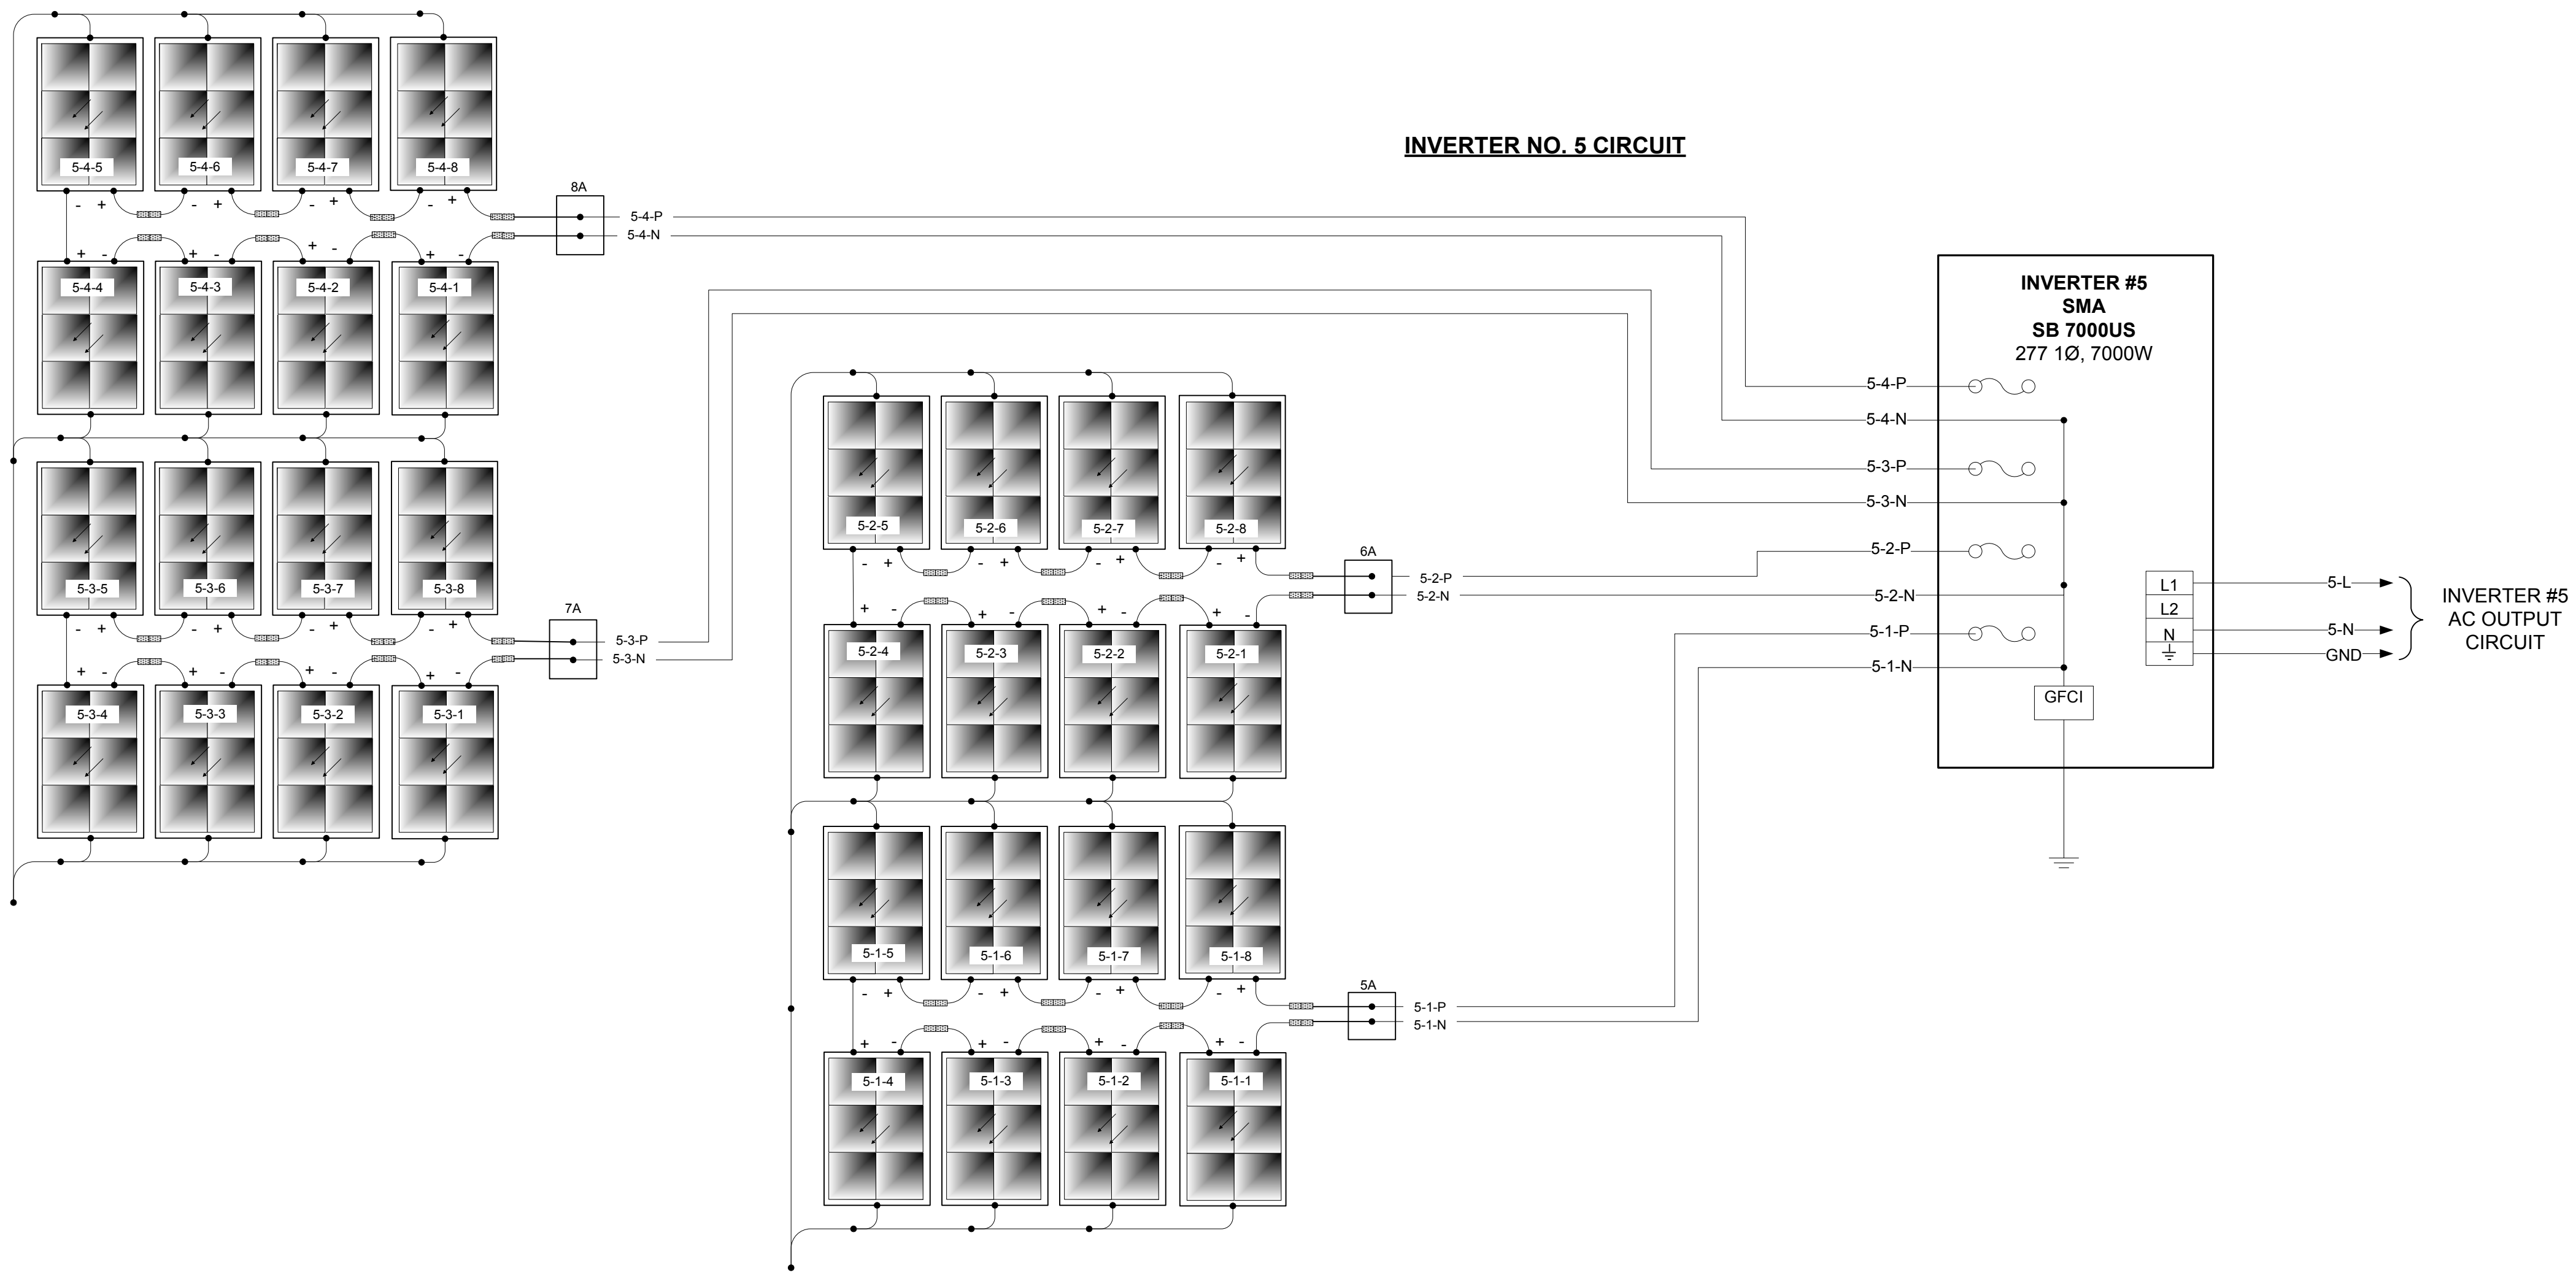 INVERTER NO. 5 CIRCUIT
5-4-5 5-4-6 5-4-7 5-4-8
- + - + - + - +
8A
5-4-P
5-4-N
+ - + - + - + -
5-4-4 5-4-3 5-4-2 5-4-1
5-3-5 5-3-6 5-3-7 5-3-8
- + - + - + - +
7A
5-3-P
5-3-N
+ - + - + - + -
5-3-4 5-3-3 5-3-2 5-3-1
5-2-5 5-2-6 5-2-7 5-2-8
- + - + - + - +
6A
5-2-P
5-2-N
+ - + - + - + -
5-2-4 5-2-3 5-2-2 5-2-1
5-1-5 5-1-6 5-1-7 5-1-8
- + - + - + - +
5A
5-1-P
5-1-N
+ - + - + - + -
5-1-4 5-1-3 5-1-2 5-1-1
INVERTER #5
SMA
SB 7000US
277 1Ø, 7000W
5-4-P
5-4-N
5-3-P
5-3-N
5-2-P
5-2-N
5-1-P
5-1-N
GFCI
L1
L2
N
5-L
5-N
GND
INVERTER #5
AC OUTPUT
CIRCUIT